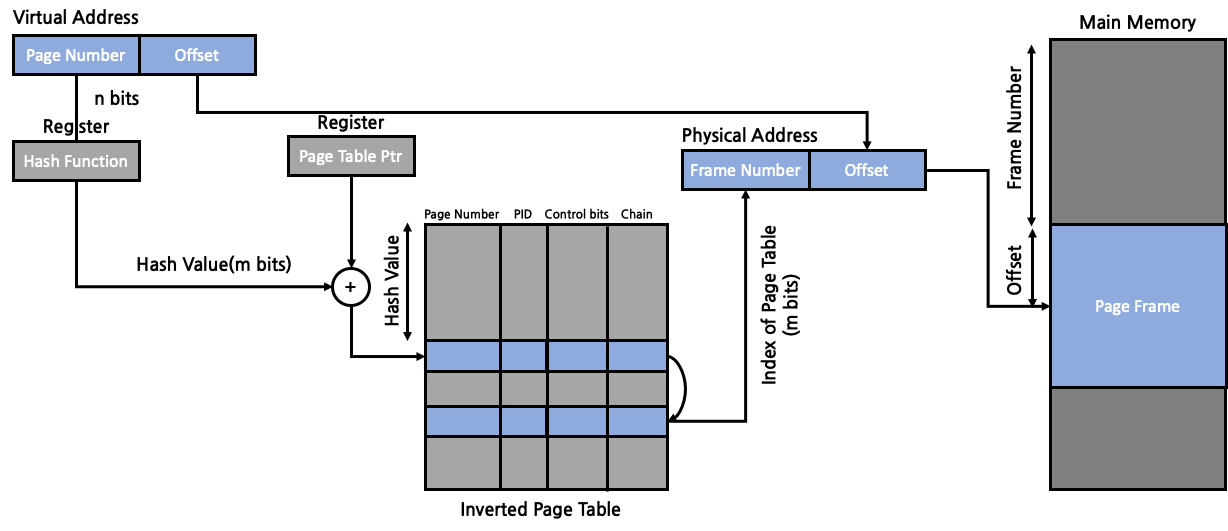 Virtual Address
Page Number
Offset
n bits
Register
Hash Function
Hash Value(m bits)
Register
Page Table Ptr
+
Page Number
PID
Control bits
Chain
Hash Value
Inverted Page Table
Index of Page Table
(m bits)
Physical Address
Frame Number
Offset
Main Memory
Frame Number
Offset
Page Frame